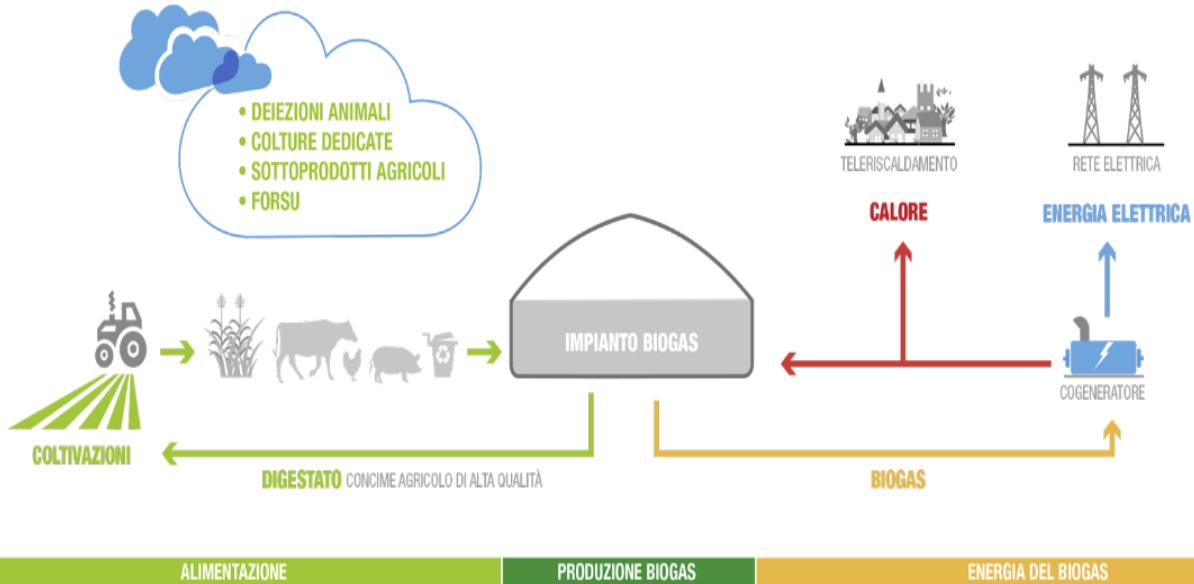 • DEIEZIONI ANIMALI
• COLTURE DEDICATE
• SOTTOPRODOTTI AGRICOLI
• FORSU
TELERISCALDAMENTO
RETE ELETTRICA
CALORE
ENERGIA ELETTRICA
IMPIANTO BIOGAS
COGENERATORE
COLTIVAZIONI
DIGESTATO CONCIME AGRICOLO DI ALTA QUALITÀ
BIOGAS
ALIMENTAZIONE
PRODUZIONE BIOGAS
ENERGIA DEL BIOGAS